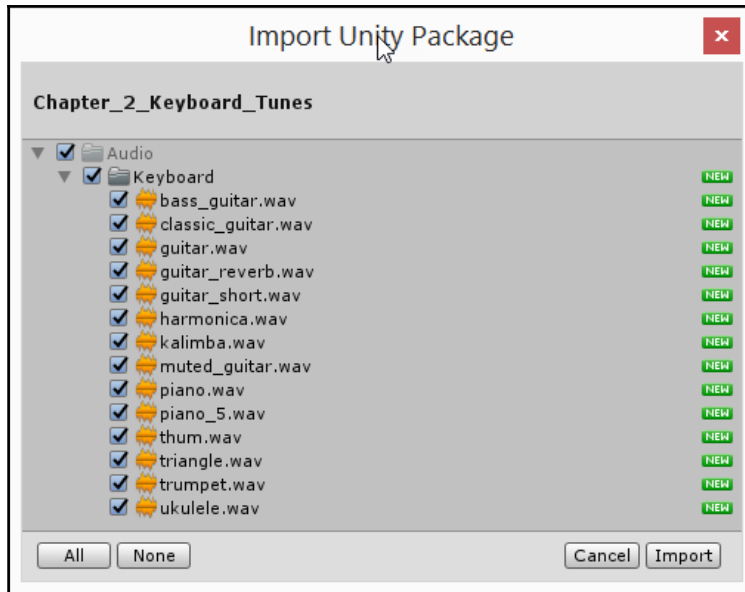 Import Unity Package
Chapter_2_Keyboard_Tunes
Audio
Keyboard NEW
bass_guitar.wav NEW
classic_guitar.wav NEW
guitar.wav NEW
guitar_reverb.wav NEW
guitar_short.wav NEW
harmonica.wav NEW
kalimba.wav NEW
muted_guitar.wav NEW
piano.wav NEW
piano_5.wav NEW
thum.wav NEW
triangle.wav NEW
trumpet.wav NEW
ukulele.wav NEW
All None Cancel Import